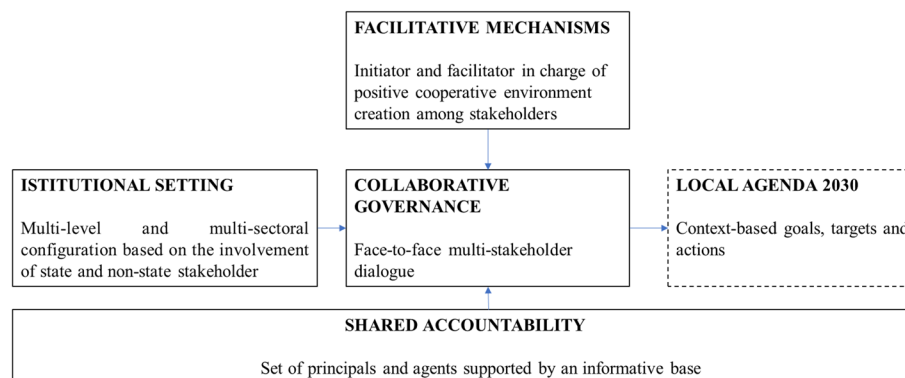 FACILITATIVE MECHANISMS
Initiator and facilitator in charge of
positive cooperative environment
creation among stakeholders
ISTITUTIONAL SETTING
Multi-level and multi-sectoral
configuration based on the involvement
of state and non-state stakeholder
COLLABORATIVE
GOVERNANCE
Face-to-face multi-stakeholder
dialogue
LOCAL AGENDA 2030
Context-based goals, targets and
actions
SHARED ACCOUNTABILITY
Set of principals and agents supported by an informative base